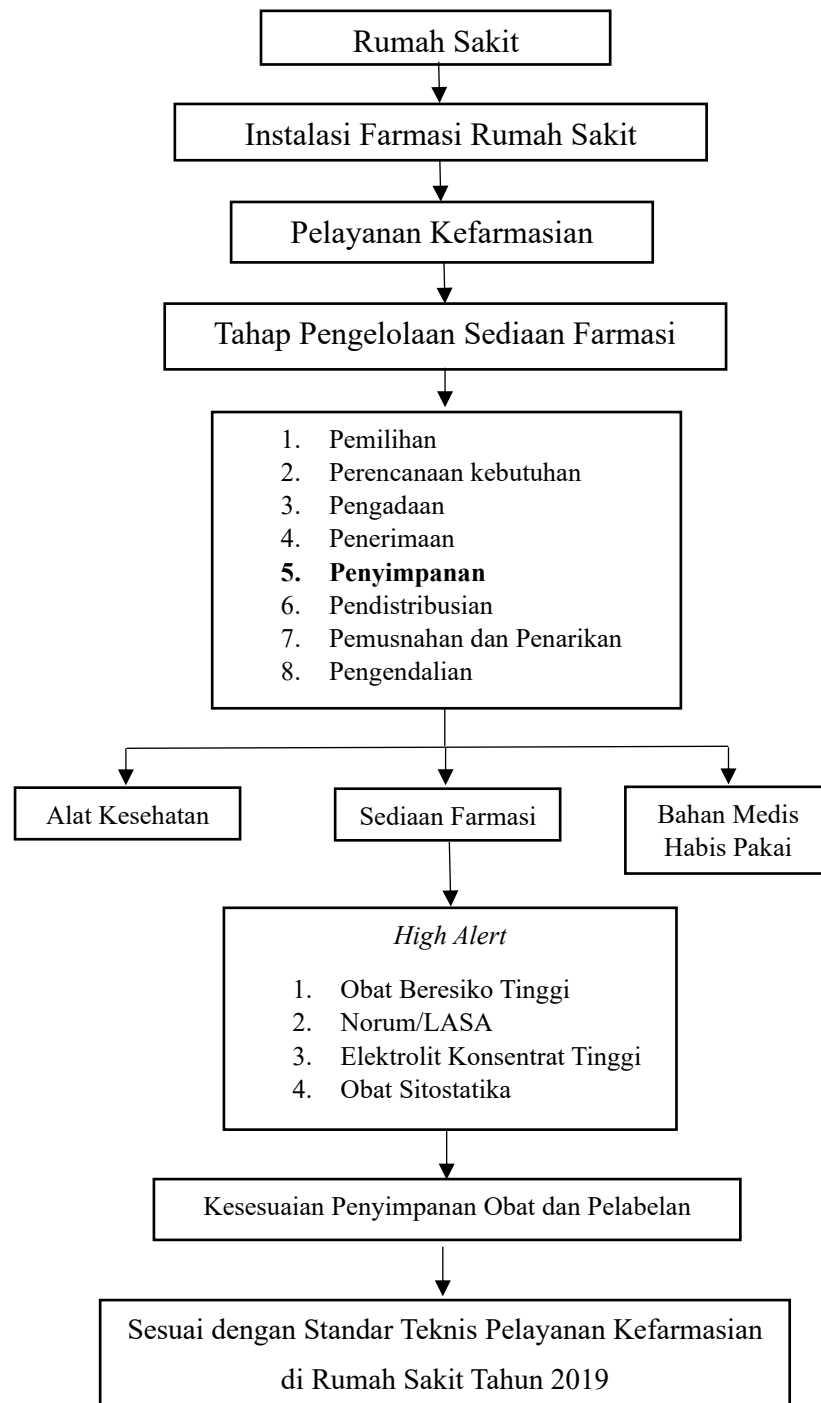 Rumah Sakit
Instalasi Farmasi Rumah Sakit
Pelayanan Kefarmasian
Tahap Pengelolaan Sediaan Farmasi
1. Pemilihan
2. Perencanaan kebutuhan
3. Pengadaan
4. Penerimaan
5. Penyimpanan
6. Pendistribusian
7. Pemusnahan dan Penarikan
8. Pengendalian
Alat Kesehatan
Sediaan Farmasi
Bahan Medis
Habis Pakai
High Alert
1. Obat Beresiko Tinggi
2. Norum/LASA
3. Elektrolit Konsentrat Tinggi
4. Obat Sitostatika
Kesesuaian Penyimpanan Obat dan Pelabelan
Sesuai dengan Standar Teknis Pelayanan Kefarmasian
di Rumah Sakit Tahun 2019